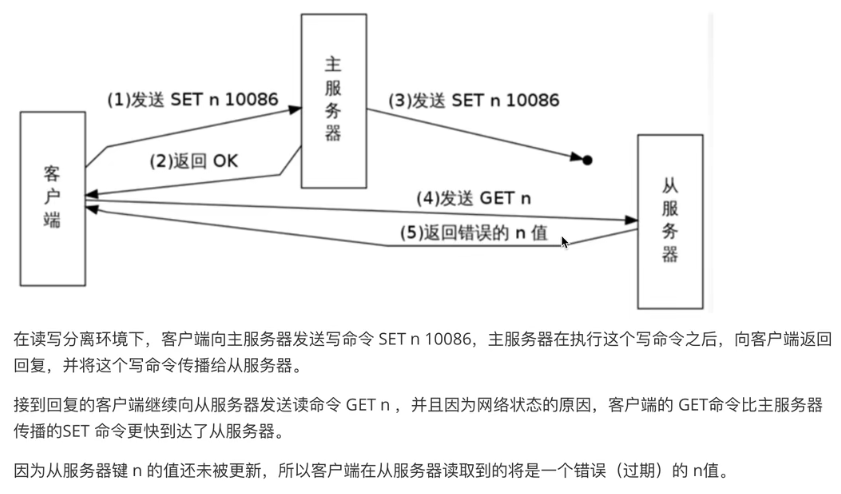 主服务器
(1)发送 SET n 10086
(3)发送 SET n 10086
(2)返回 OK
客户端
(4)发送 GET n
从服务器
(5)返回错误的 n 值
在读写分离环境下，客户端向主服务器发送写命令 SET n 10086，主服务器在执行这个写命令之后，向客户端返回
回复，并将这个写命令传播给从服务器。
接到回复的客户端继续向从服务器发送读命令 GET n ，并且因为网络状态的原因，客户端的 GET命令比主服务器
传播的SET 命令更快到达了从服务器。
因为从服务器键 n 的值还未被更新，所以客户端在从服务器读取到的将是一个错误（过期）的 n值。